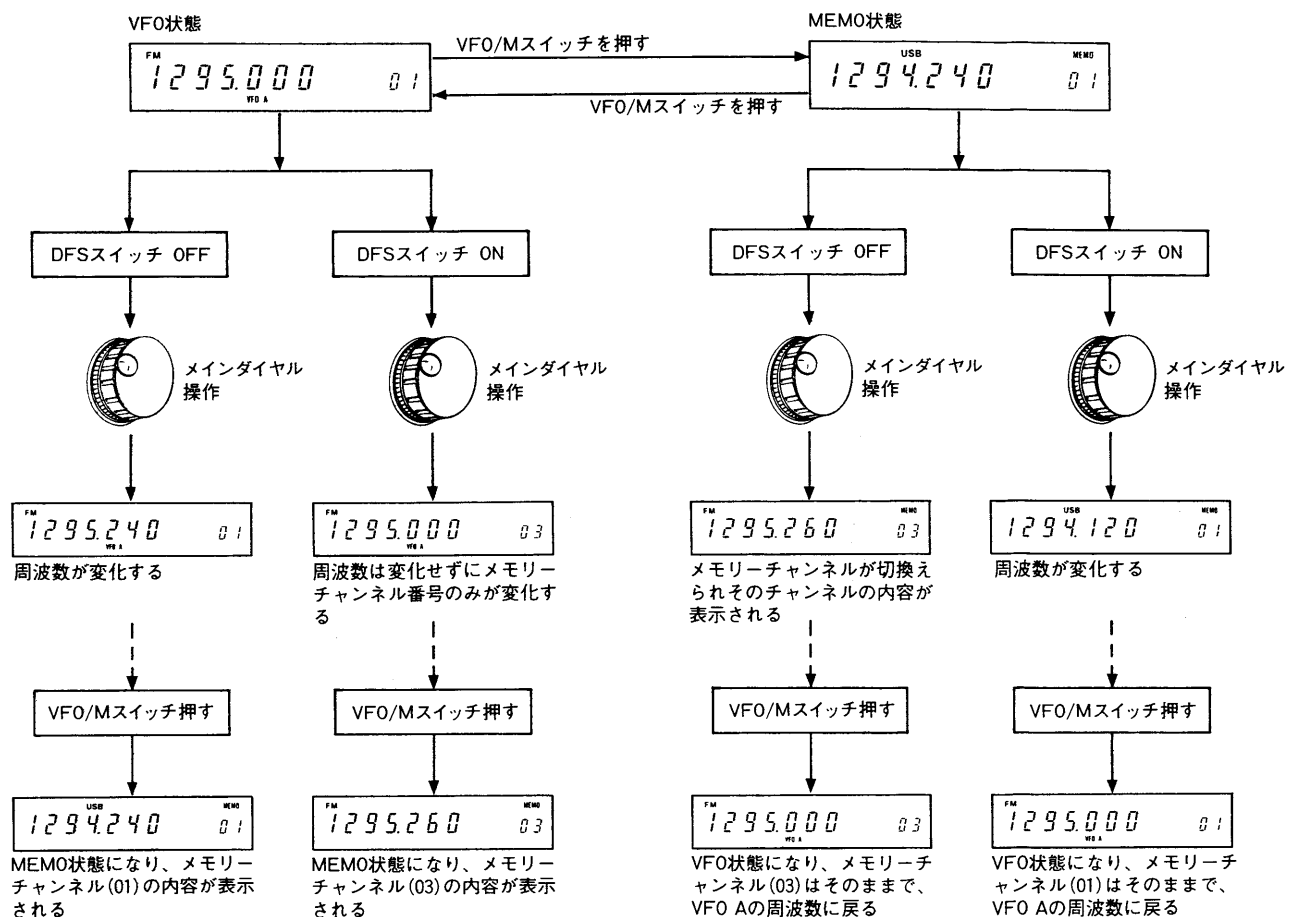 VFO状態
MEMO状態
FM
1295.000 01
VFO A
VFO/Mスイッチを押す
VFO/Mスイッチを押す
USB MEMO
1294.240 01
DFSスイッチ OFF
DFSスイッチ ON
DFSスイッチ OFF
DFSスイッチ ON
メインダイヤル
操作
メインダイヤル
操作
メインダイヤル
操作
メインダイヤル
操作
FM
1295.240 01
VFO A
周波数が変化する
FM
1295.000 03
VFO A
周波数は変化せずにメモリー
チャンネル番号のみが変化す
る
FM MEMO
1295.260 03
メモリーチャンネルが切換え
られそのチャンネルの内容が
表示される
USB MEMO
1294.120 01
周波数が変化する
VFO/Mスイッチ押す
VFO/Mスイッチ押す
VFO/Mスイッチ押す
VFO/Mスイッチ押す
USB MEMO
1294.240 01
MEMO状態になり、メモリー
チャンネル(01)の内容が表示
される
FM MEMO
1295.260 03
MEMO状態になり、メモリー
チャンネル(03)の内容が表示
される
FM
1295.000 03
VFO A
VFO状態になり、メモリーチ
ャンネル(03)はそのままで、
VFO Aの周波数に戻る
FM
1295.000 01
VFO A
VFO状態になり、メモリーチ
ャンネル(01)はそのままで、
VFO Aの周波数に戻る